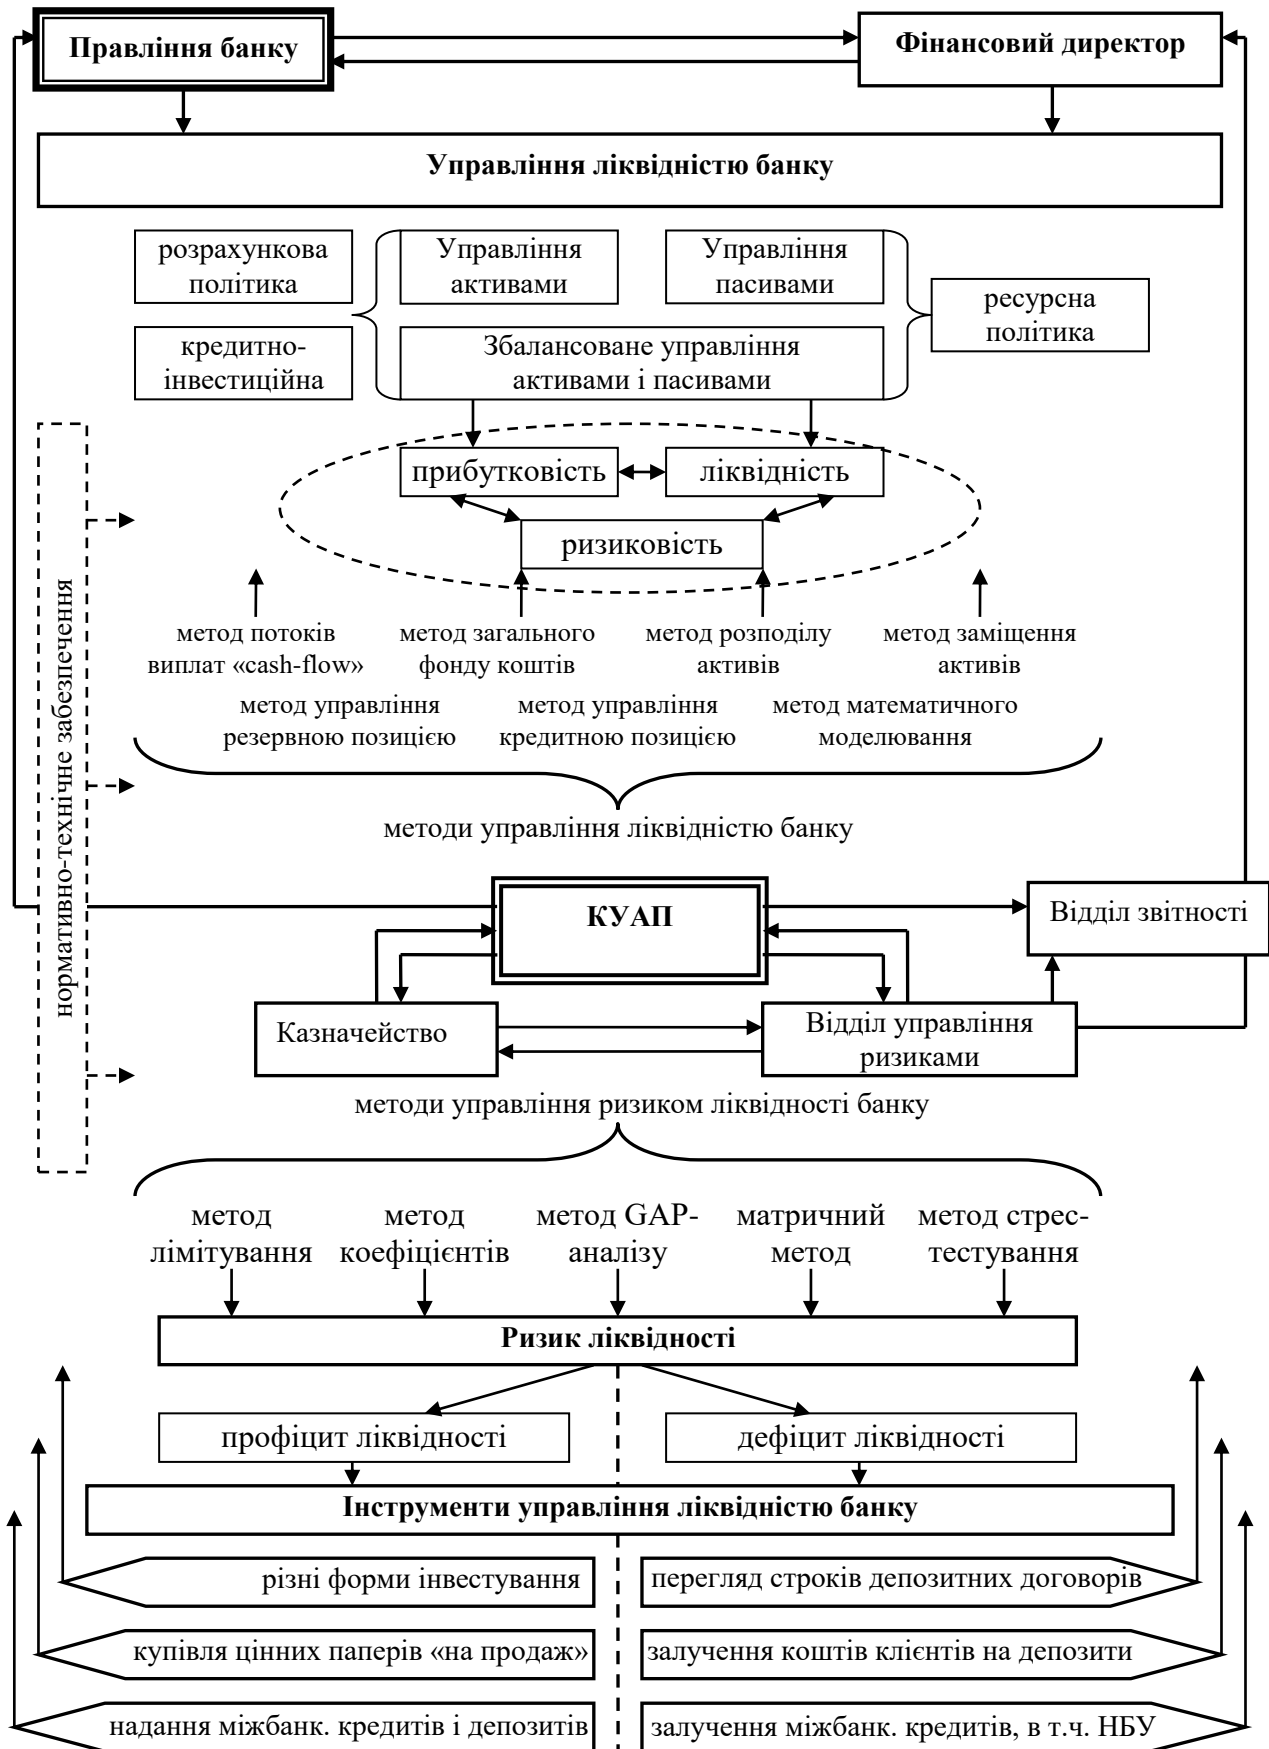 Правління банку
Фінансовий директор
Управління ліквідністю банку
розрахункова
політика
Управління
активами
Управління
пасивами
ресурсна
політика
кредитно-
інвестиційна
Збалансоване управління
активами і пасивами
прибутковість
ліквідність
ризиковість
нормативно-технічне забезпечення
метод потоків
виплат «cash-flow»
метод загального
фонду коштів
метод розподілу
активів
метод заміщення
активів
метод управління
резервною позицією
метод управління
кредитною позицією
метод математичного
моделювання
методи управління ліквідністю банку
КУАП
Відділ звітності
Казначейство
Відділ управління
ризиками
методи управління ризиком ліквідності банку
метод
лімітування
метод
коефіцієнтів
метод GAP-
аналізу
матричний
метод
метод стрес-
тестування
Ризик ліквідності
профіцит ліквідності
дефіцит ліквідності
Інструменти управління ліквідністю банку
різні форми інвестування
перегляд строків депозитних договорів
купівля цінних паперів «на продаж»
залучення коштів клієнтів на депозити
надання міжбанк. кредитів і депозитів
залучення міжбанк. кредитів, в т.ч. НБУ